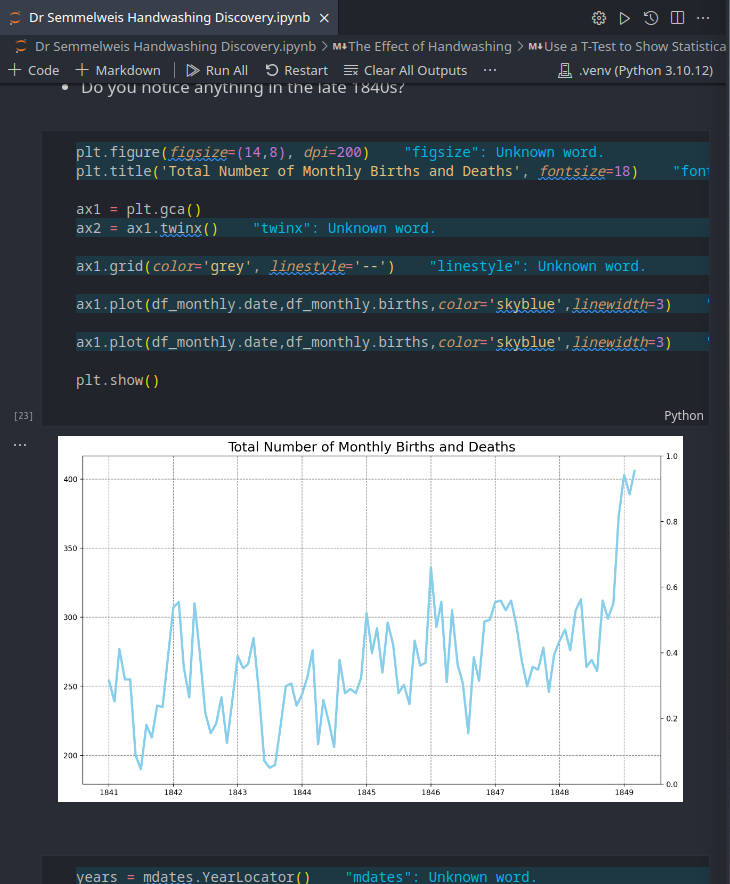 Dr Semmelweis Handwashing Discovery.ipynb ×
Dr Semmelweis Handwashing Discovery.ipynb > M↓The Effect of Handwashing > M↓Use a T-Test to Show Statistica
+ Code + Markdown | Run All Restart Clear All Outputs ··· .venv (Python 3.10.12)
• Do you notice anything in the late 1840s?
plt.figure(figsize=(14,8), dpi=200) "figsize": Unknown word.
plt.title('Total Number of Monthly Births and Deaths', fontsize=18) "font
ax1 = plt.gca()
ax2 = ax1.twinx() "twinx": Unknown word.
ax1.grid(color='grey', linestyle='--') "linestyle": Unknown word.
ax1.plot(df_monthly.date,df_monthly.births,color='skyblue',linewidth=3) "
ax1.plot(df_monthly.date,df_monthly.births,color='skyblue',linewidth=3) "
plt.show()
[23] Python
...
Total Number of Monthly Births and Deaths
400
350
300
250
200
1.0
0.8
0.6
0.4
0.2
0.0
1841 1842 1843 1844 1845 1846 1847 1848 1849
years = mdates.YearLocator() "mdates": Unknown word.